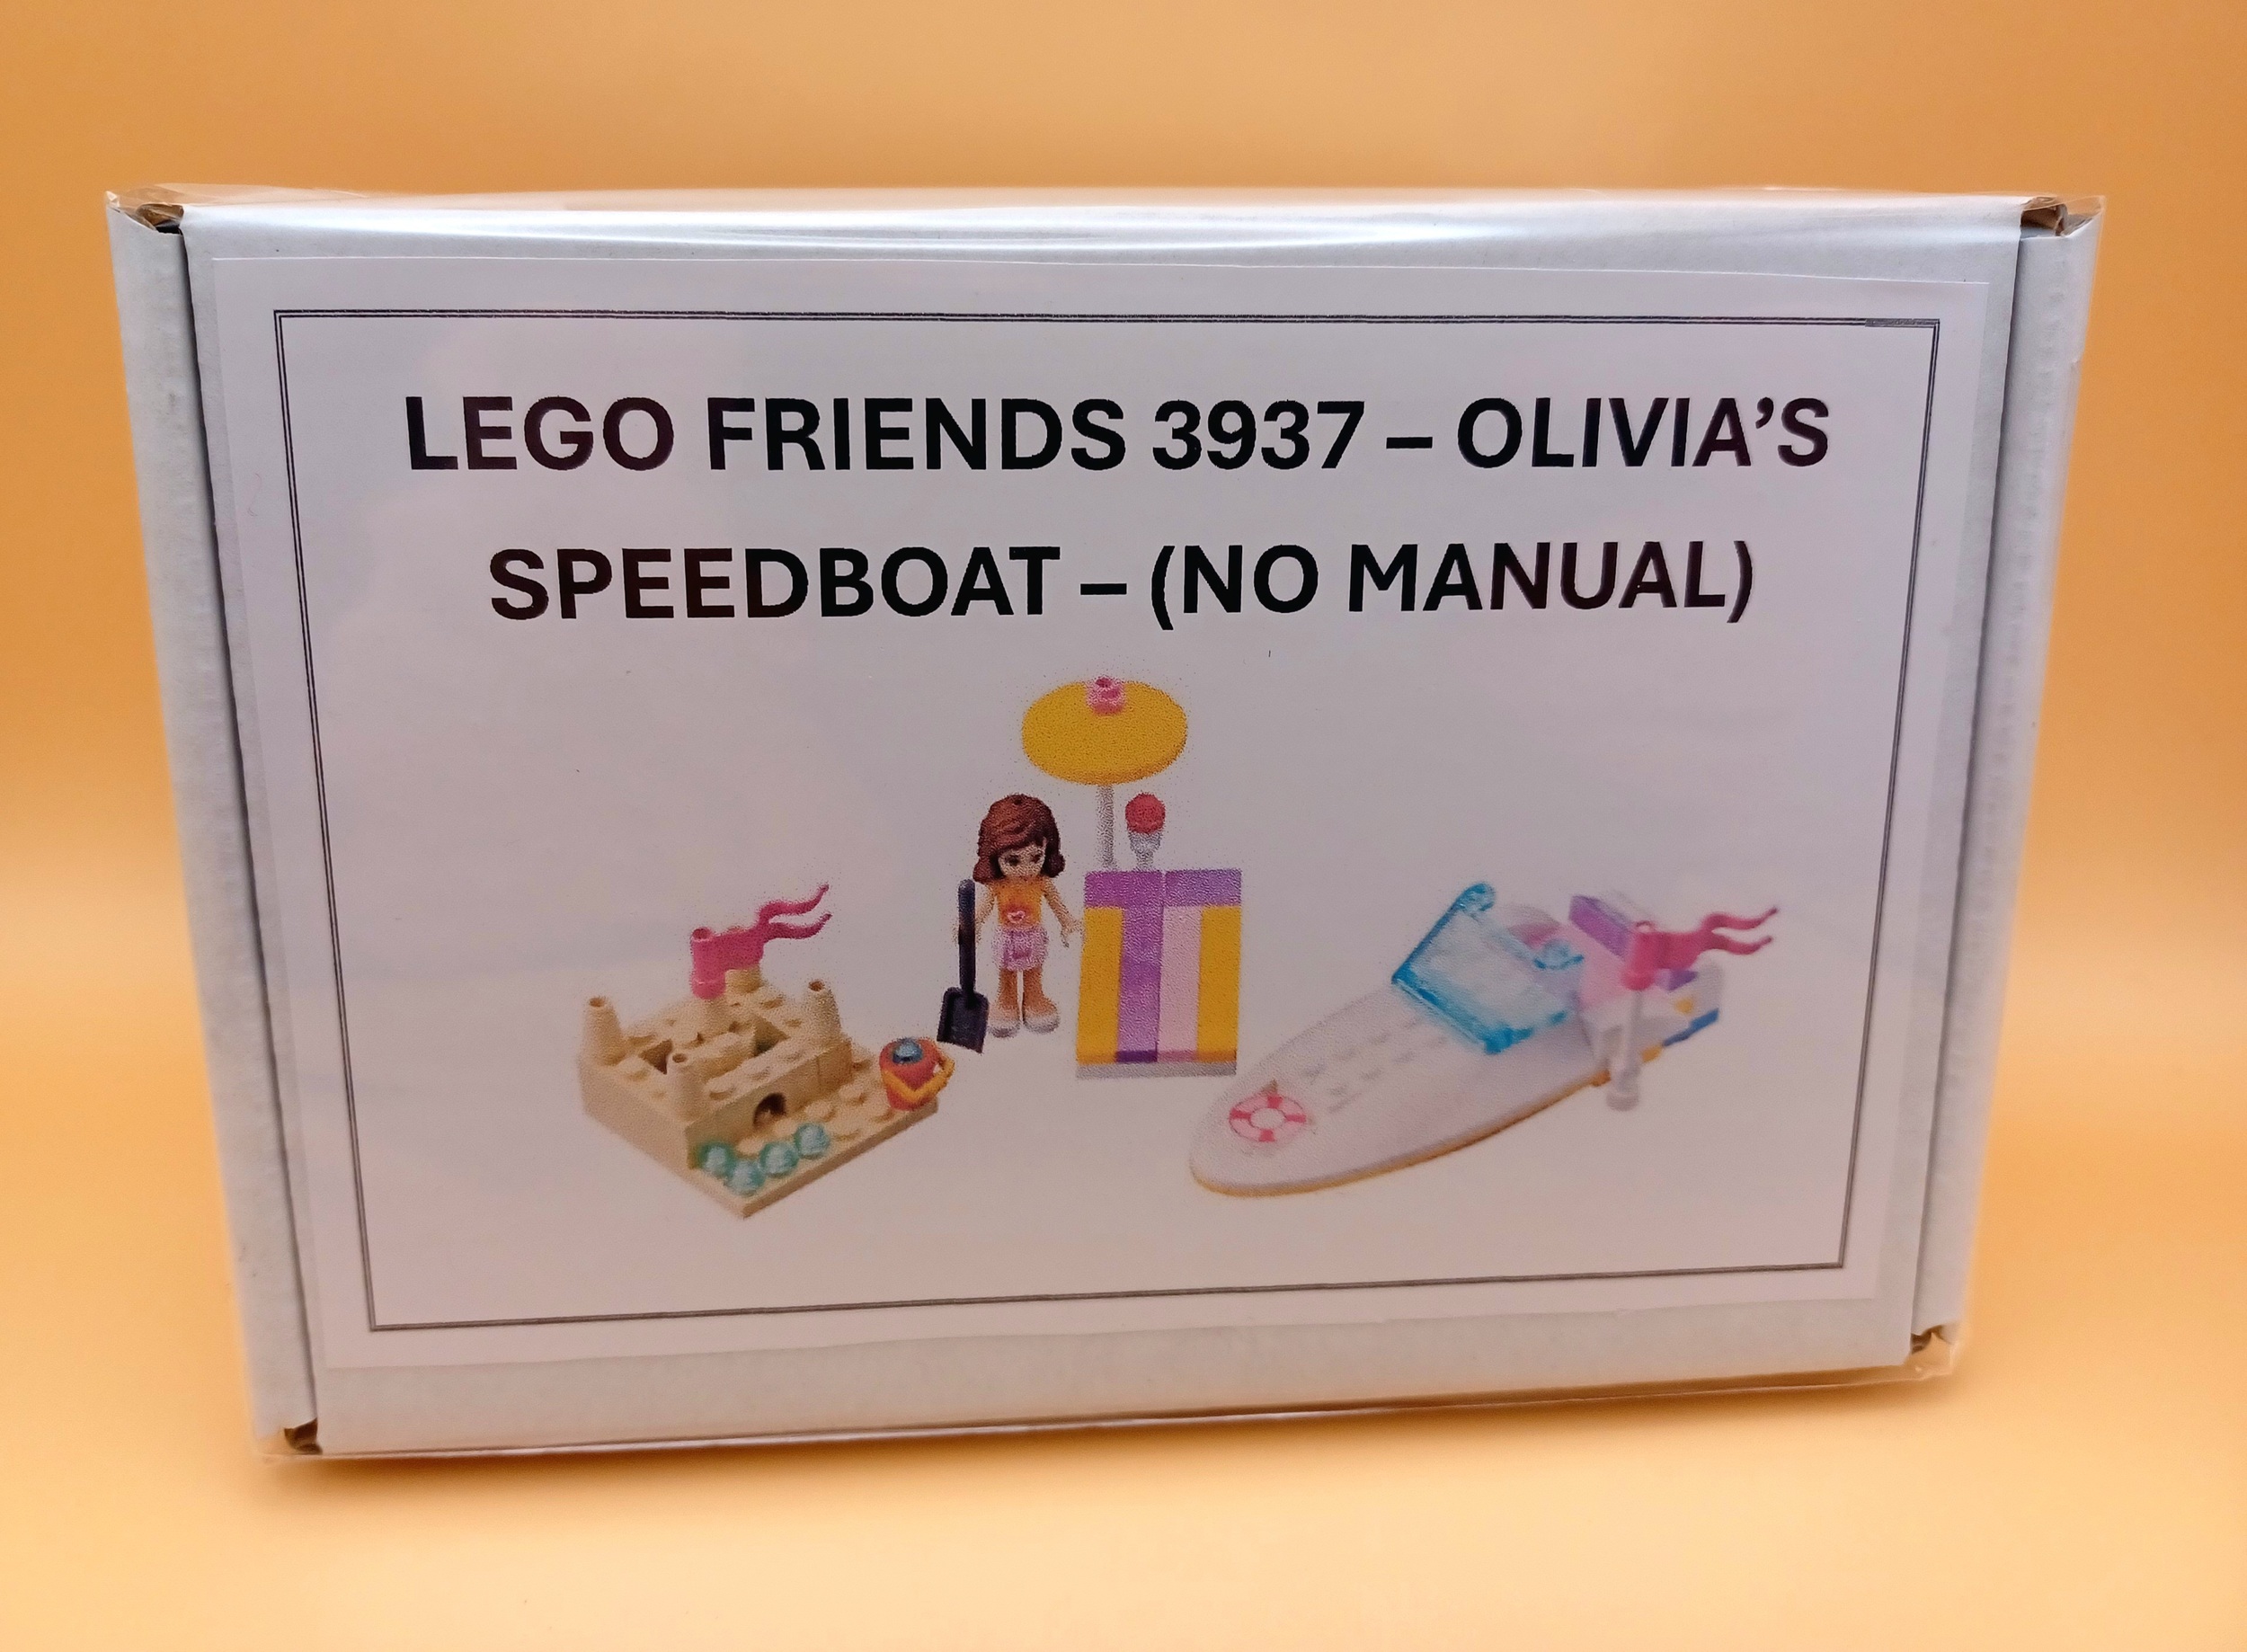 LEGO FRIENDS 3937 – OLIVIA’S
SPEEDBOAT – (NO MANUAL)